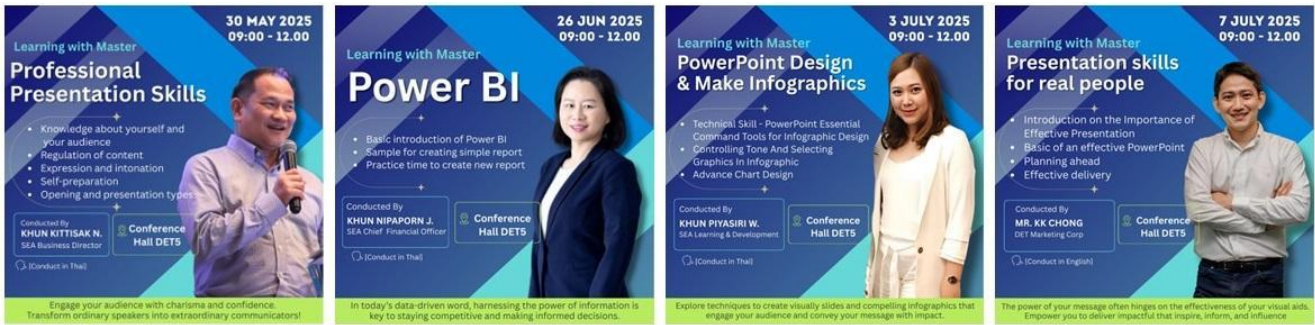 30 MAY 2025
09:00 - 12.00
Learning with Master
Professional
Presentation Skills
• Knowledge about yourself and
your audience
• Regulation of content
• Expression and intonation
• Self-preparation
• Opening and presentation types
Conducted By
KHUN KITTISAK N.
SEA Business Director
Conference
Hall DET5
[Conduct in Thai]
Engage your audience with charisma and confidence.
Transform ordinary speakers into extraordinary communicators!
26 JUN 2025
09:00 - 12.00
Learning with Master
Power BI
• Basic introduction of Power BI
• Sample for creating simple report
• Practice time to create new report
Conducted By
KHUN NIPAPORN J.
SEA Chief Financial Officer
Conference
Hall DET5
[Conduct in Thai]
In today's data-driven word, harnessing the power of information is
key to staying competitive and making informed decisions.
3 JULY 2025
09:00 - 12.00
Learning with Master
PowerPoint Design
& Make Infographics
• Technical Skill - PowerPoint Essential
Command Tools for Infographic Design
• Controlling Tone And Selecting
Graphics In Infographic
• Advance Chart Design
Conducted By
KHUN PIYASIRI W.
SEA Learning & Development
Conference
Hall DET5
[Conduct in Thai]
Explore techniques to create visually slides and compelling infographics that
engage your audience and convey your message with impact.
7 JULY 2025
09:00 - 12.00
Learning with Master
Presentation skills
for real people
• Introduction on the Importance of
Effective Presentation
• Basic of an effective PowerPoint
• Planning ahead
• Effective delivery
Conducted By
MR. KK CHONG
DET Marketing Corp
Conference
Hall DET5
[Conduct in English]
The power of your message often hinges on the effectiveness of your visual aids.
Empower you to deliver impactful that inspire, inform, and influence